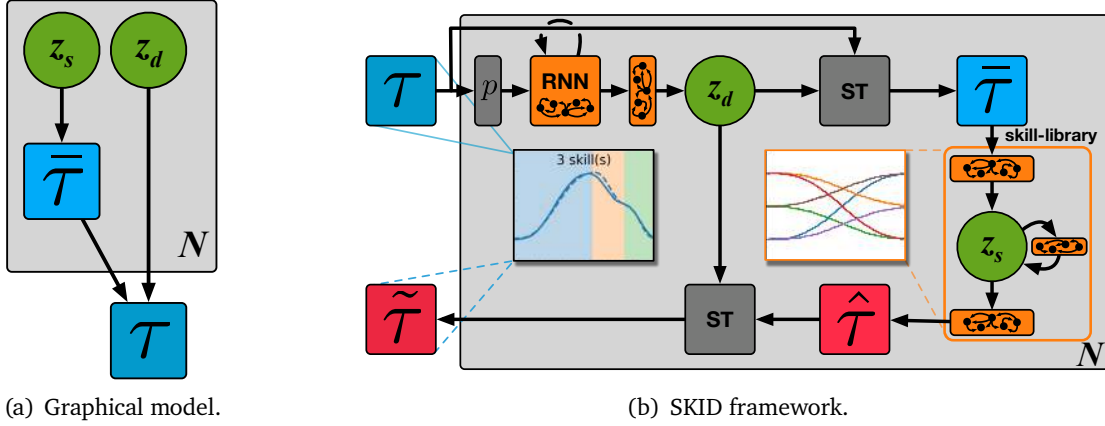 z_s z_d
τ̄
N
τ
(a) Graphical model.
τ p RNN z_d ST τ̄
skill-library
3 skill(s)
z_s
τ̃ ST τ̂
N
(b) SKID framework.